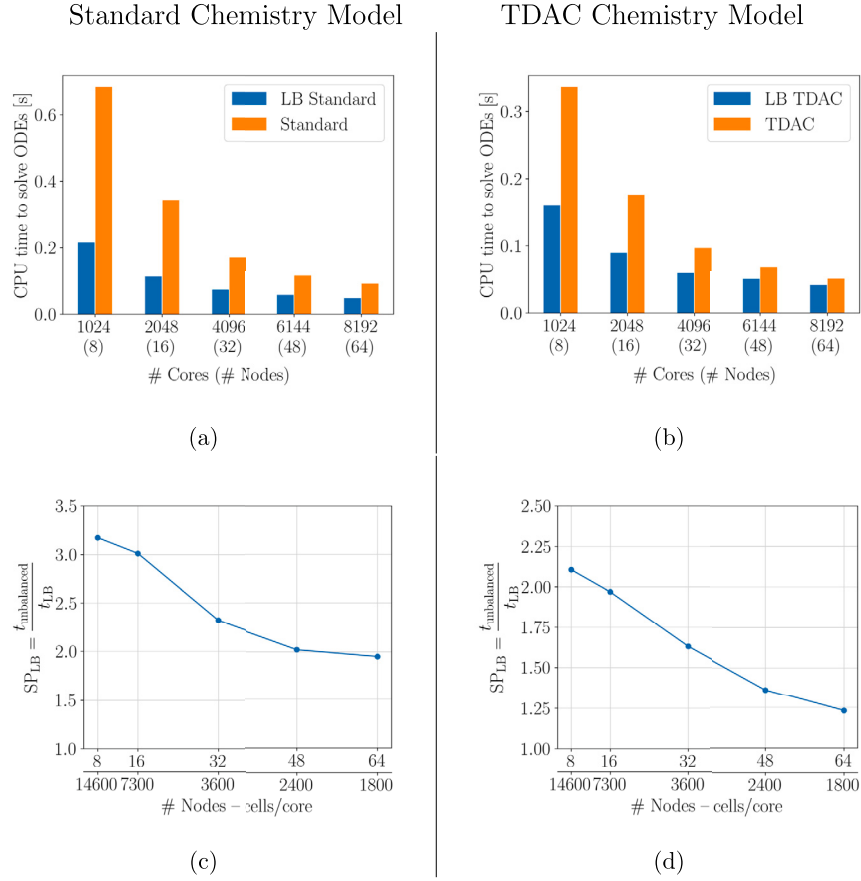 Standard Chemistry Model
TDAC Chemistry Model
CPU time to solve ODEs [s]
0.6
0.4
0.2
0.0
LB Standard
Standard
1024 2048 4096 6144 8192
(8) (16) (32) (48) (64)
# Cores (# Nodes)
(a)
CPU time to solve ODEs [s]
0.3
0.2
0.1
0.0
LB TDAC
TDAC
1024 2048 4096 6144 8192
(8) (16) (32) (48) (64)
# Cores (# Nodes)
(b)
SP_LB = t_unbalanced / t_LB
3.5
3.0
2.5
2.0
1.5
1.0
8 16 32 48 64
14600 7300 3600 2400 1800
# Nodes – cells/core
(c)
SP_LB = t_unbalanced / t_LB
2.50
2.25
2.00
1.75
1.50
1.25
1.00
8 16 32 48 64
14600 7300 3600 2400 1800
# Nodes – cells/core
(d)